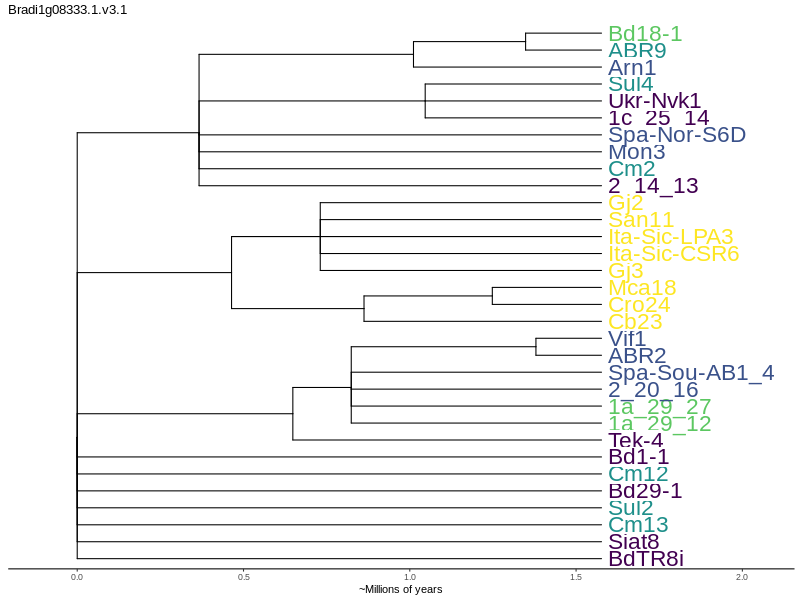 Bradi1g08333.1.v3.1
Bd18-1
ABR9
Arn1
Sul4
Ukr-Nvk1
1c_25_14
Spa-Nor-S6D
Mon3
Cm2
2_14_13
Gj2
San11
Ita-Sic-LPA3
Ita-Sic-CSR6
Gj3
Mca18
Cro24
Cb23
Vif1
ABR2
Spa-Sou-AB1_4
2_20_16
1a_29_27
1a_29_12
Tek-4
Bd1-1
Cm12
Bd29-1
Sul2
Cm13
Siat8
BdTR8i
0.0 0.5 1.0 1.5 2.0
~Millions of years